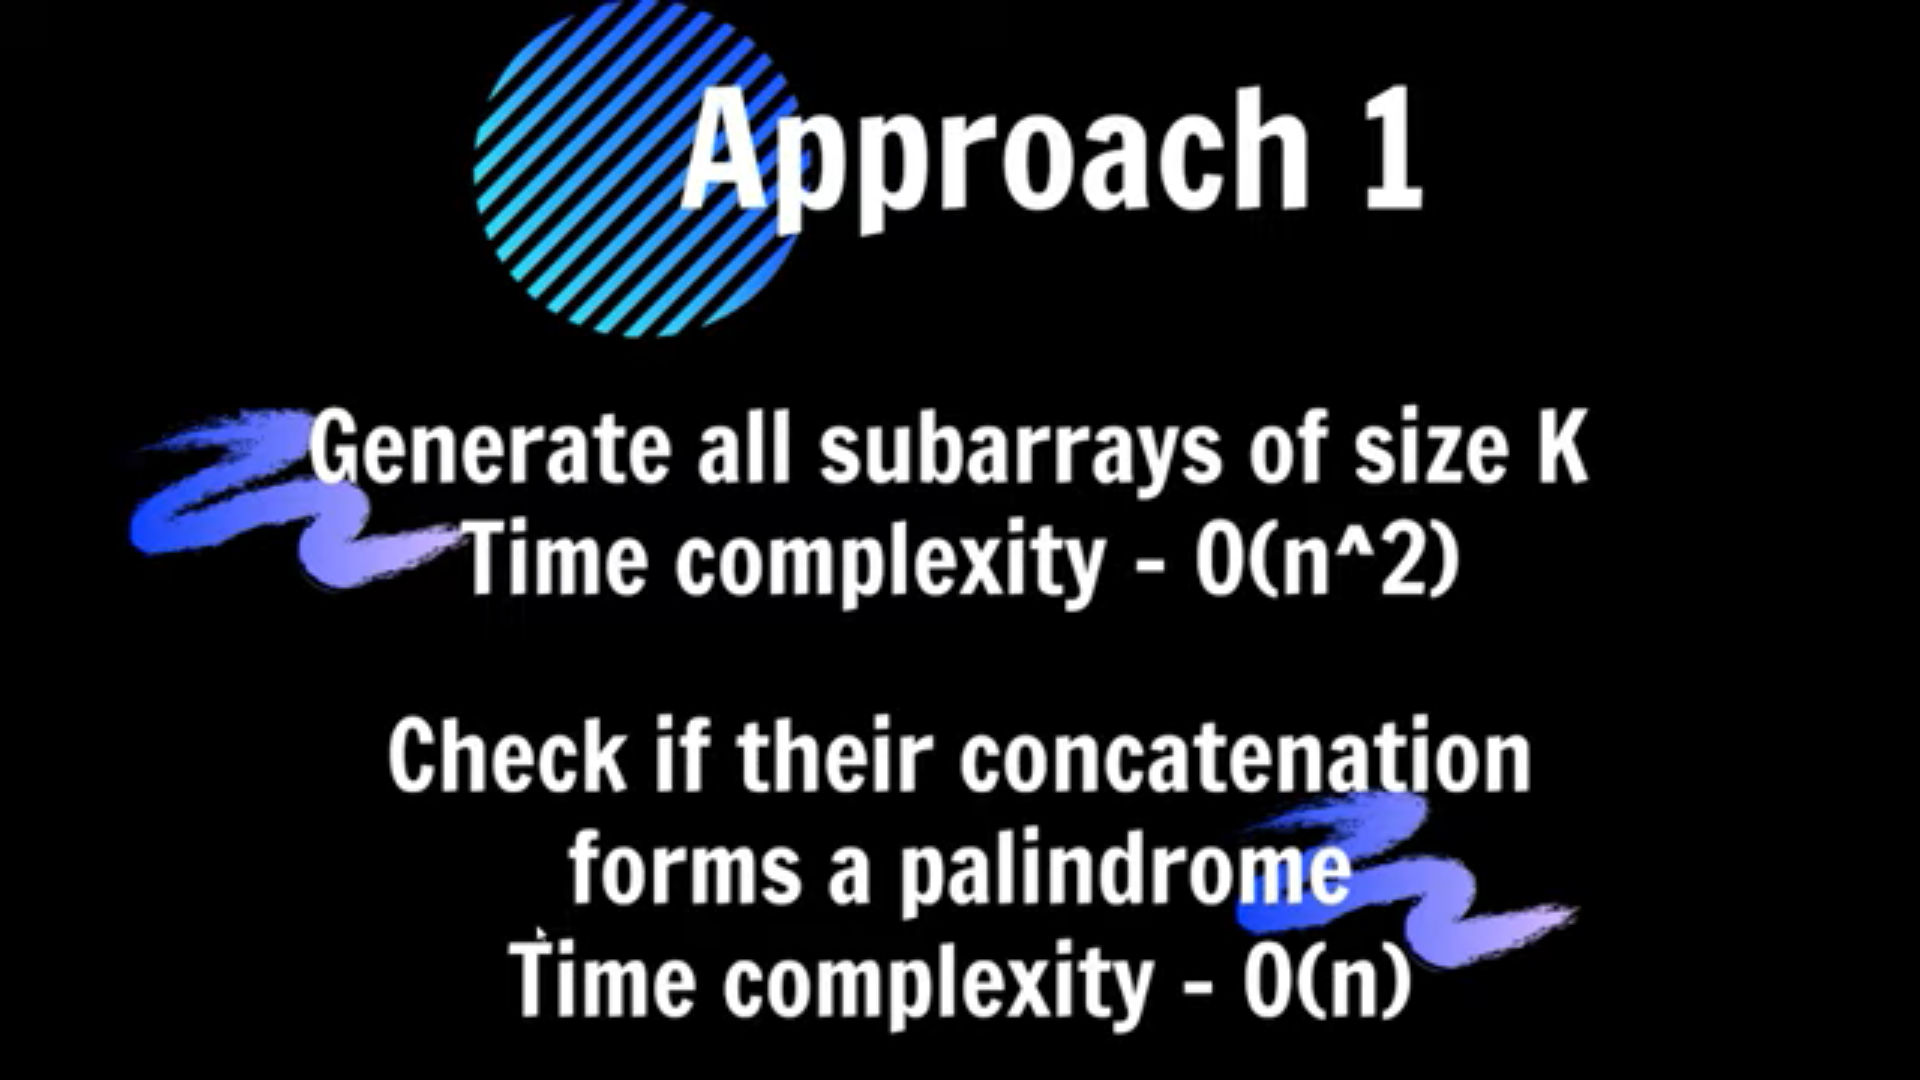 Approach 1
Generate all subarrays of size K
Time complexity - O(n^2)
Check if their concatenation
forms a palindrome
Time complexity - O(n)